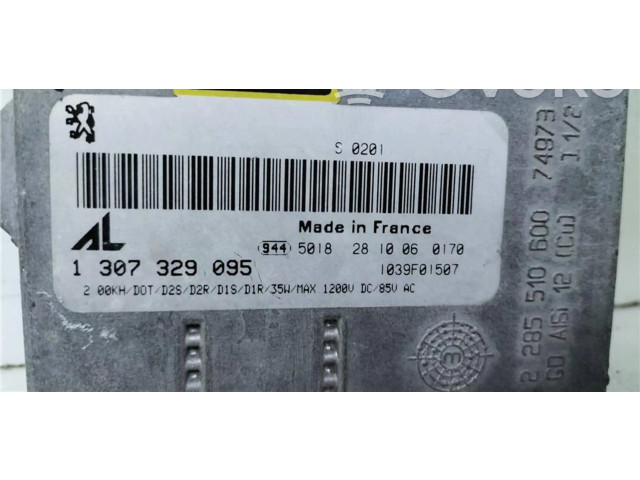 S 0201
AL
Made in France
944 5018 28 10 06 0170
1 307 329 095
1039F01507
2 00KH/DOT/D2S/D2R/D1S/D1R/35W/MAX 1200V DC/85V AC
2 285 510 600 74973
GD AlSi 12 (Cu) 1.1/2
m